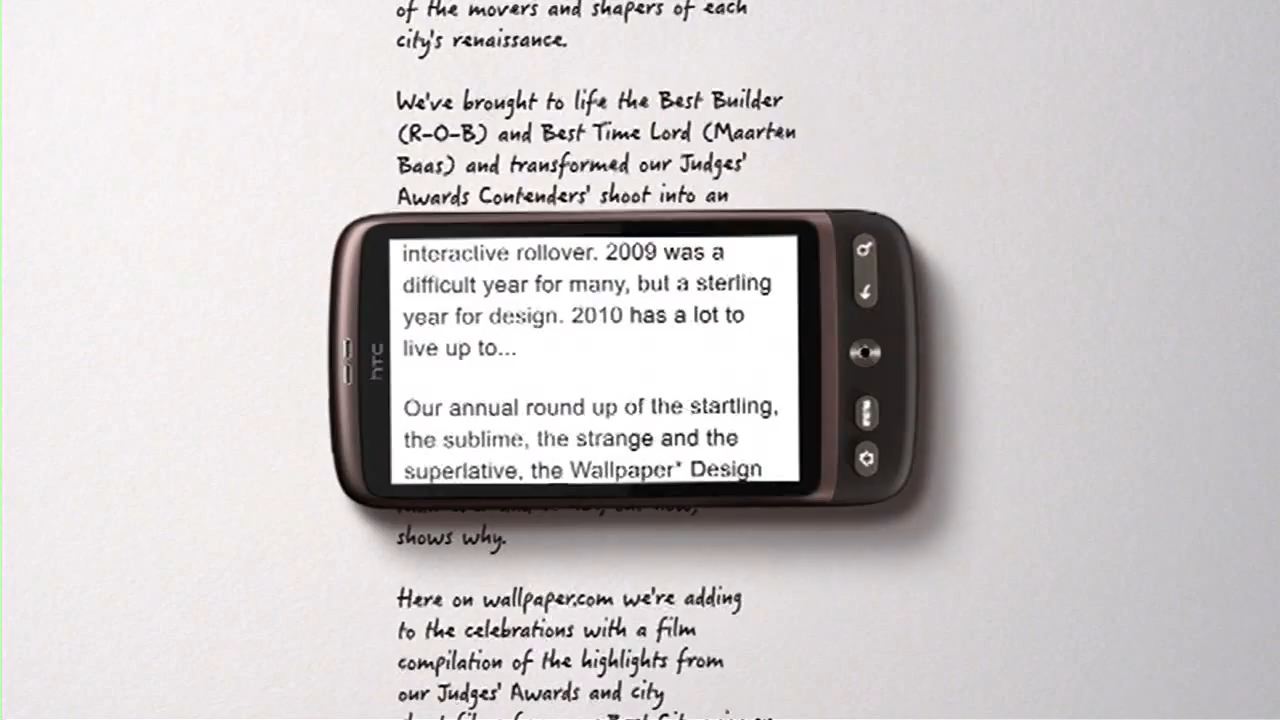 of the movers and shapers of each
city's renaissance.
We've brought to life the Best Builder
(R-O-B) and Best Time Lord (Maarten
Baas) and transformed our Judges'
Awards Contenders' shoot into an
interactive rollover. 2009 was a
difficult year for many, but a sterling
year for design. 2010 has a lot to
live up to...
hTC
Our annual round up of the startling,
the sublime, the strange and the
superlative, the Wallpaper* Design
shows why.
Here on wallpaper.com we're adding
to the celebrations with a film
compilation of the highlights from
our Judges' Awards and city